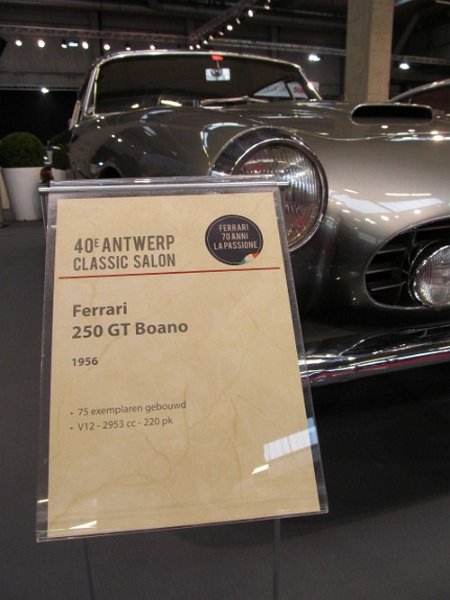 40E ANTWERP
CLASSIC SALON
FERRARI
70 ANNI
LA PASSIONE
Ferrari
250 GT Boano
1956
• 75 exemplaren gebouwd
• V12 - 2953 cc - 220 pk